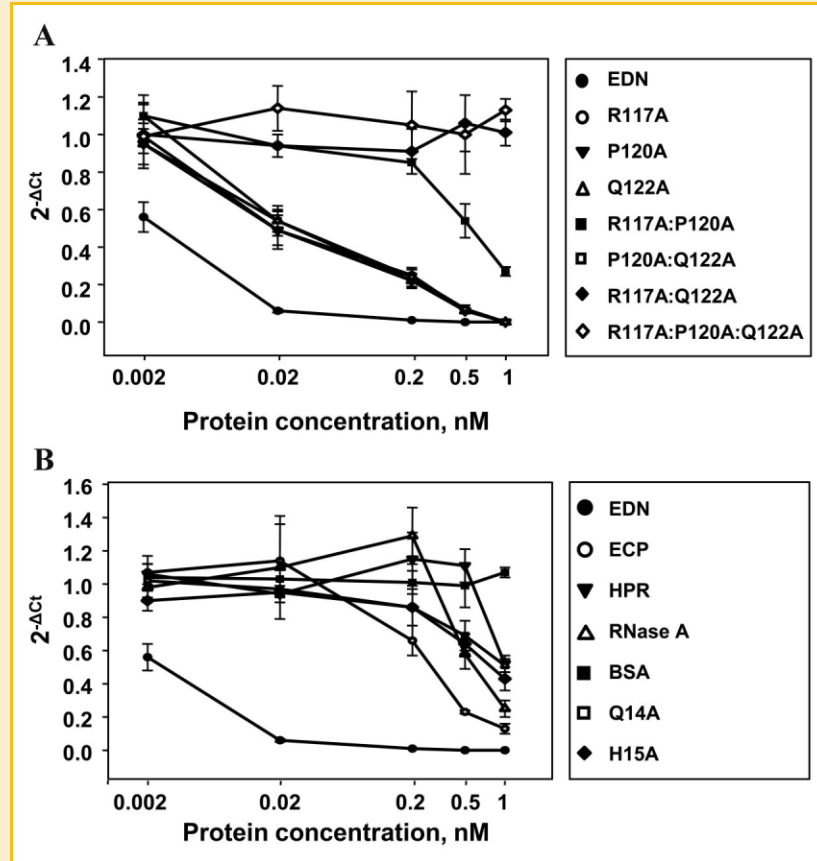 A
1.4
1.2
1.0
0.8
0.6
0.4
0.2
0.0
2-ΔCt
0.002 0.02 0.2 0.5 1
Protein concentration, nM
EDN
R117A
P120A
Q122A
R117A:P120A
P120A:Q122A
R117A:Q122A
R117A:P120A:Q122A
B
1.6
1.4
1.2
1.0
0.8
0.6
0.4
0.2
0.0
2-ΔCt
0.002 0.02 0.2 0.5 1
Protein concentration, nM
EDN
ECP
HPR
RNase A
BSA
Q14A
H15A